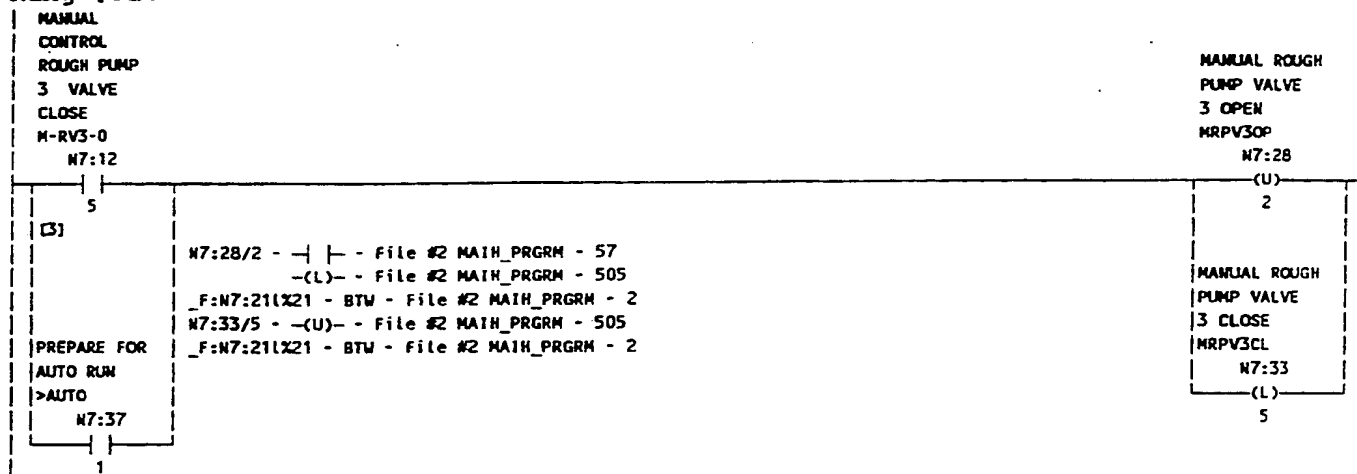 MANUAL
CONTROL
ROUGH PUMP
3 VALVE
CLOSE
M-RV3-0
N7:12
5
[3]
MANUAL ROUGH
PUMP VALVE
3 OPEN
MRPV3OP
N7:28
(U)
2
N7:28/2 - ─┤ ├─ - File #2 MAIN_PRGRM - 57
─(L)─ - File #2 MAIN_PRGRM - 505
_F:N7:211%21 - BTW - File #2 MAIN_PRGRM - 2
N7:33/5 - ─(U)─ - File #2 MAIN_PRGRM - 505
_F:N7:211%21 - BTW - File #2 MAIN_PRGRM - 2
PREPARE FOR
AUTO RUN
>AUTO
N7:37
1
MANUAL ROUGH
PUMP VALVE
3 CLOSE
MRPV3CL
N7:33
(L)
5